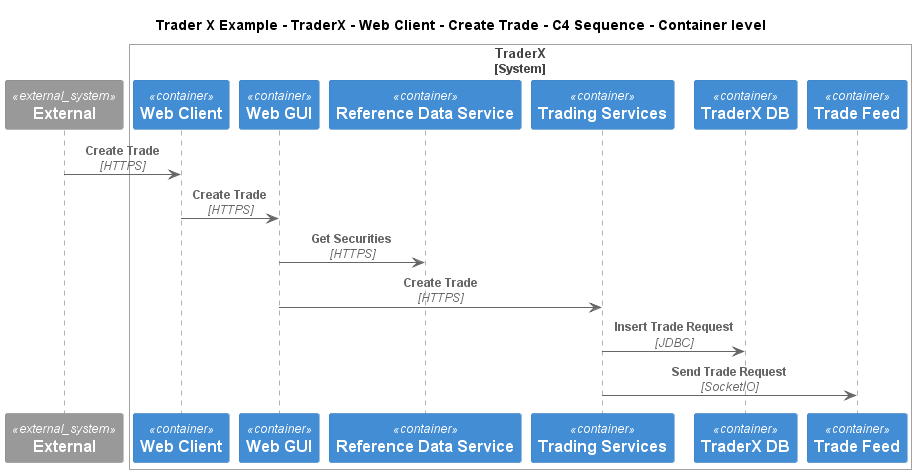 Trader X Example - TraderX - Web Client - Create Trade - C4 Sequence - Container level
TraderX
[System]
«external_system»
External
«container»
Web Client
«container»
Web GUI
«container»
Reference Data Service
«container»
Trading Services
«container»
TraderX DB
«container»
Trade Feed
Create Trade
[HTTPS]
Create Trade
[HTTPS]
Get Securities
[HTTPS]
Create Trade
[HTTPS]
Insert Trade Request
[JDBC]
Send Trade Request
[SocketIO]
«external_system»
External
«container»
Web Client
«container»
Web GUI
«container»
Reference Data Service
«container»
Trading Services
«container»
TraderX DB
«container»
Trade Feed